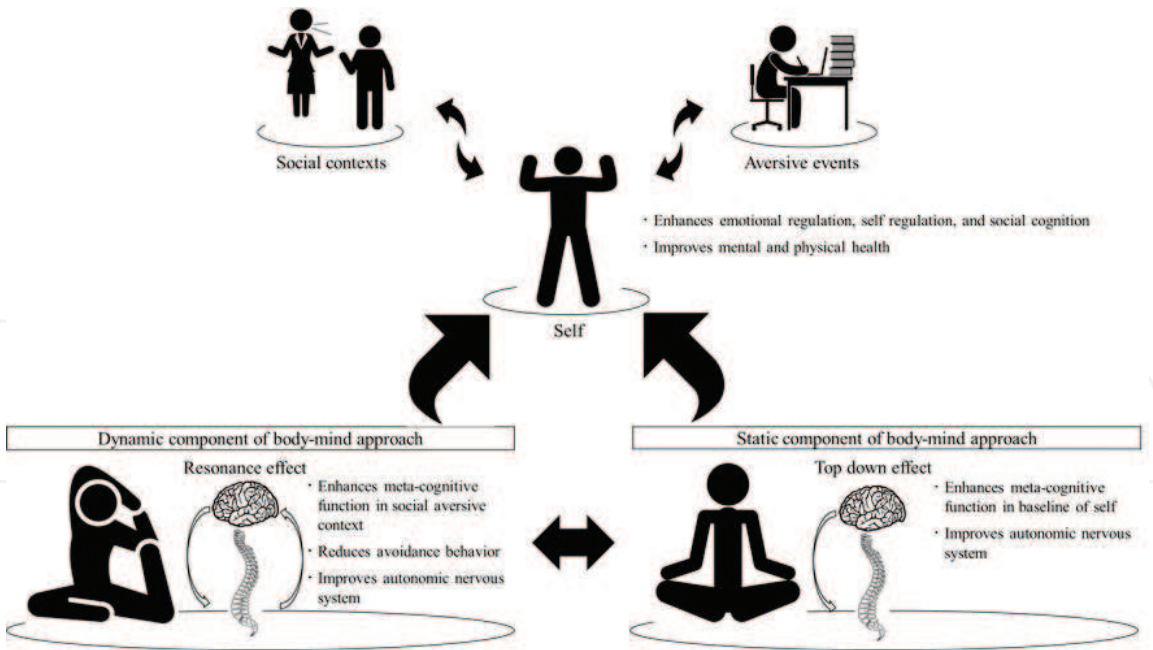 Social contexts
Aversive events
・Enhances emotional regulation, self regulation, and social cognition
・Improves mental and physical health
Self
Dynamic component of body-mind approach
Resonance effect
・Enhances meta-cognitive
function in social aversive
context
・Reduces avoidance behavior
・Improves autonomic nervous
system
Static component of body-mind approach
Top down effect
・Enhances meta-cognitive
function in baseline of self
・Improves autonomic nervous
system